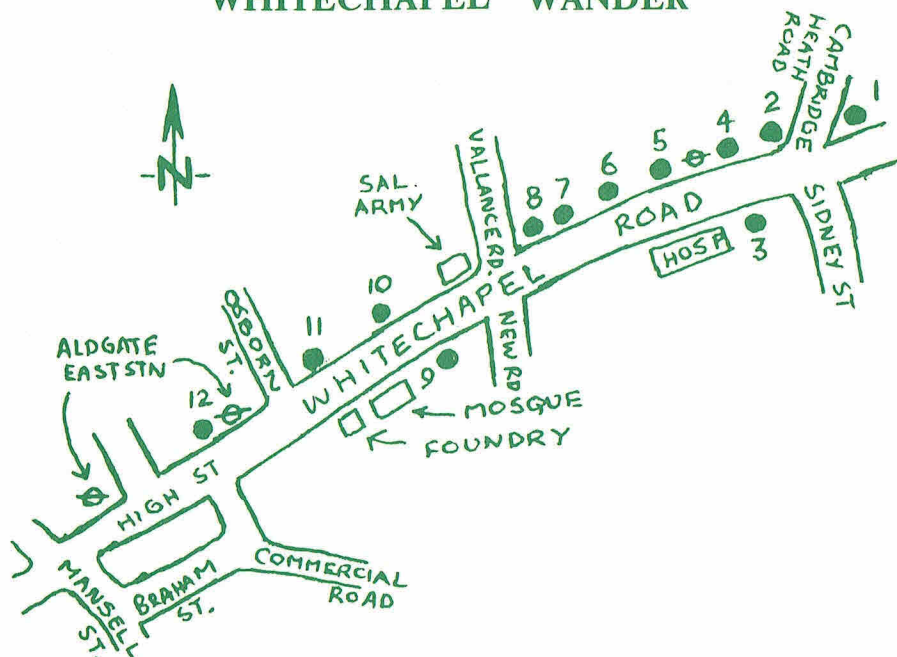 WHITECHAPEL WANDER
CAMBRIDGE
HEATH
ROAD
1
2
4
5
6
7
8
VALLANCE RD.
SAL.
ARMY
N
ROAD
HOSP
3
SIDNEY ST
10
11
OSBORN
ST.
WHITECHAPEL
NEW RD
9
MOSQUE
FOUNDRY
ALDGATE
EAST STN
12
HIGH ST
COMMERCIAL
ROAD
BRAHAM
ST.
MANSELL
ST.